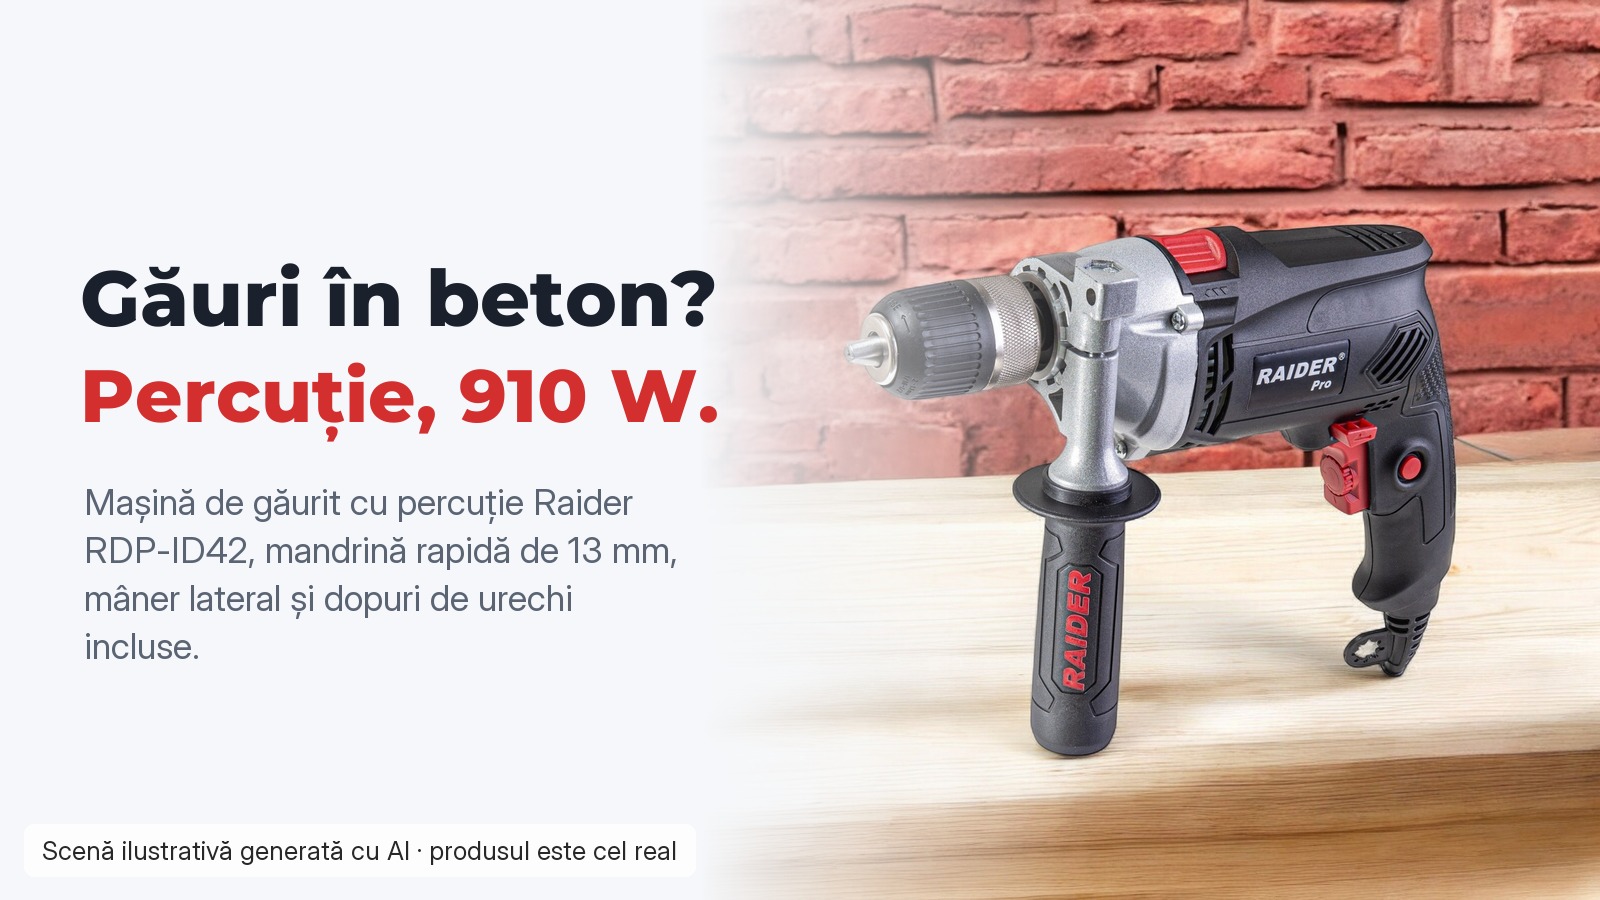 Găuri în beton?
Percuție, 910 W.
Mașină de găurit cu percuție Raider
RDP-ID42, mandrină rapidă de 13 mm,
mâner lateral și dopuri de urechi
incluse.
Scenă ilustrativă generată cu AI · produsul este cel real
RAIDER®
Pro
RAIDER